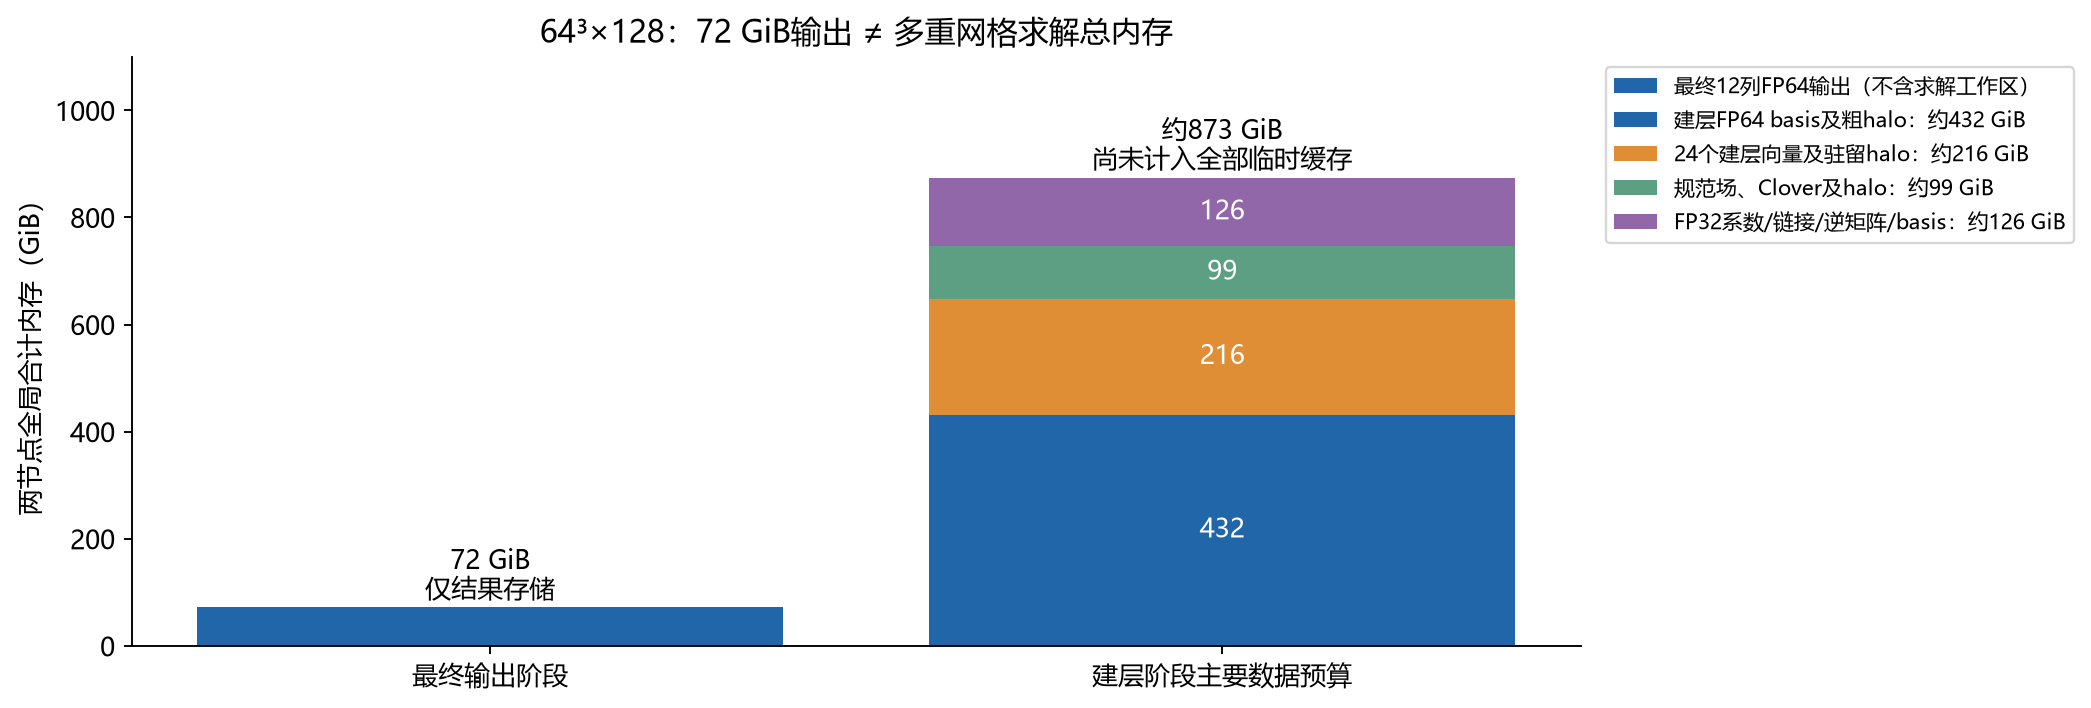 64³×128：72 GiB输出 ≠ 多重网格求解总内存
两节点全局合计内存（GiB）
1000
800
600
400
200
0
72 GiB
仅结果存储
约873 GiB
尚未计入全部临时缓存
126
99
216
432
最终输出阶段
建层阶段主要数据预算
最终12列FP64输出（不含求解工作区）
建层FP64 basis及粗halo：约432 GiB
24个建层向量及驻留halo：约216 GiB
规范场、Clover及halo：约99 GiB
FP32系数/链接/逆矩阵/basis：约126 GiB